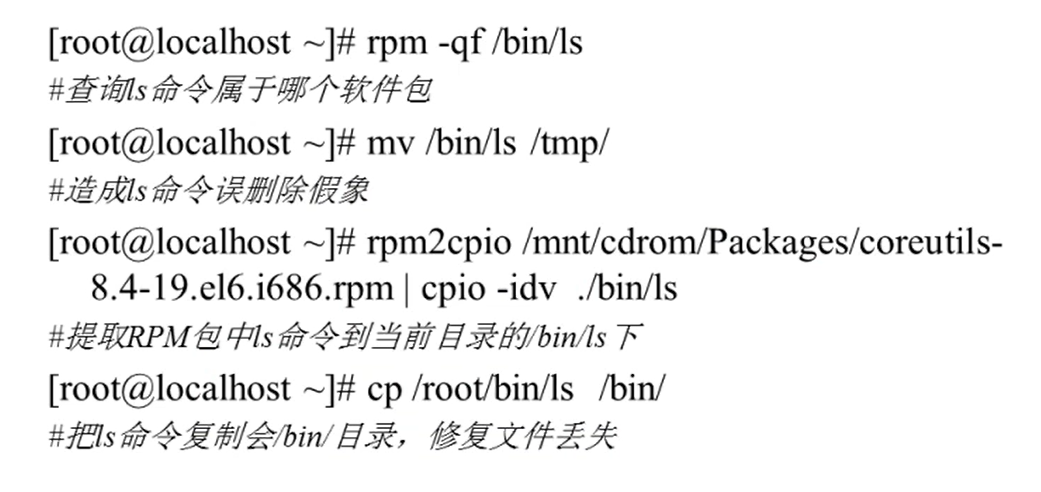 [root@localhost ~]# rpm -qf /bin/ls
#查询ls命令属于哪个软件包
[root@localhost ~]# mv /bin/ls /tmp/
#造成ls命令误删除假象
[root@localhost ~]# rpm2cpio /mnt/cdrom/Packages/coreutils-
8.4-19.el6.i686.rpm | cpio -idv ./bin/ls
#提取RPM包中ls命令到当前目录的/bin/ls下
[root@localhost ~]# cp /root/bin/ls /bin/
#把ls命令复制会/bin/目录，修复文件丢失